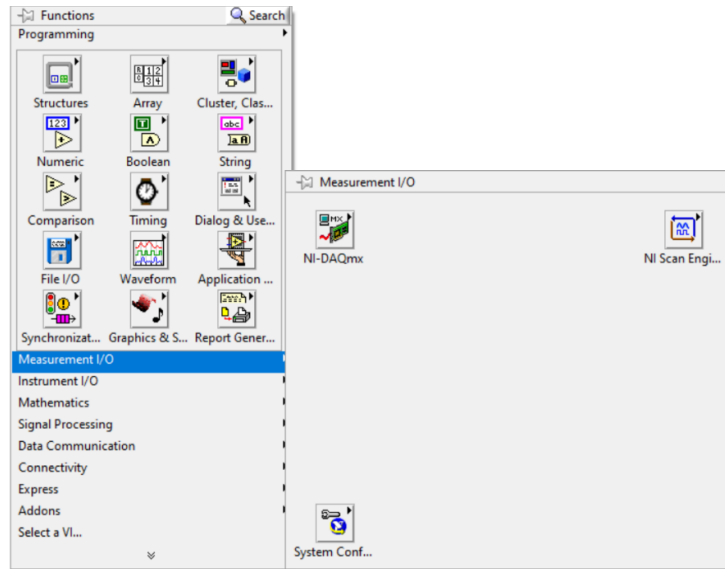 Functions
Search
Programming
Structures
Array
Cluster, Clas...
Numeric
Boolean
String
Comparison
Timing
Dialog & Use...
File I/O
Waveform
Application ...
Synchronizat...
Graphics & S...
Report Gener...
Measurement I/O
Instrument I/O
Mathematics
Signal Processing
Data Communication
Connectivity
Express
Addons
Select a VI...
Measurement I/O
NI-DAQmx
NI Scan Engi...
System Conf...